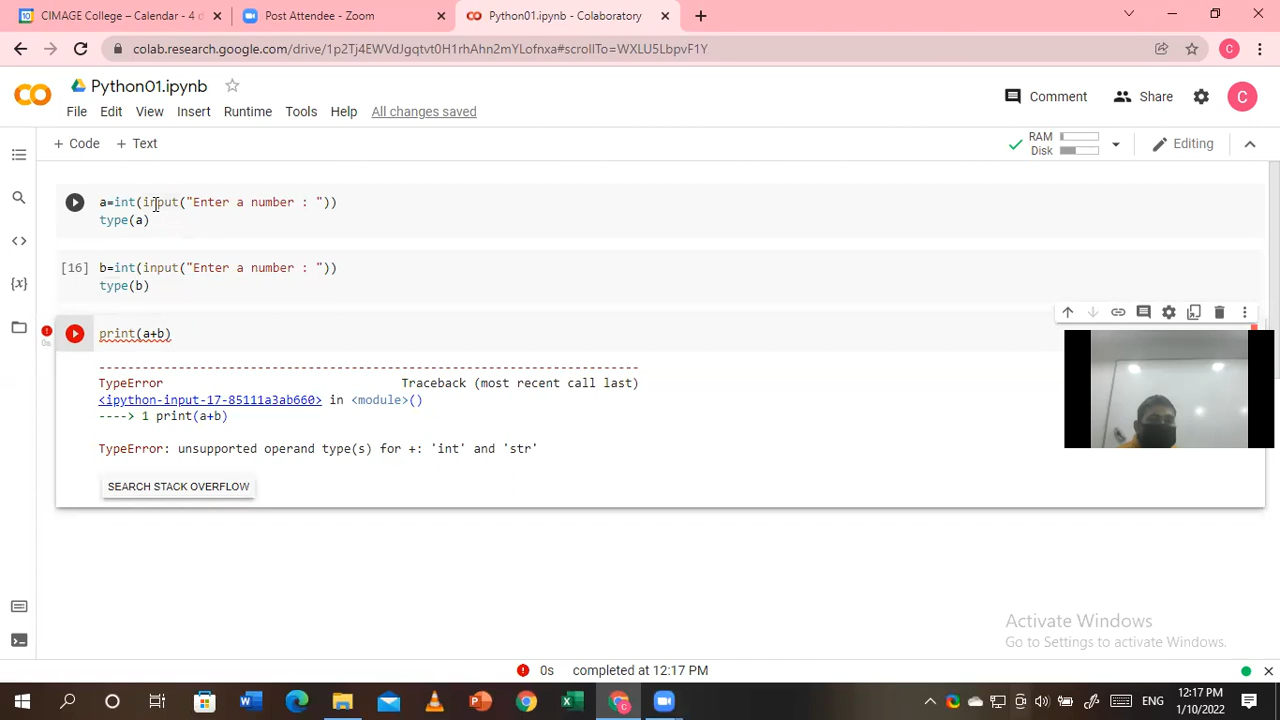 CIMAGE College – Calendar - 4 d
Post Attendee - Zoom
Python01.ipynb - Colaboratory
colab.research.google.com/drive/1p2Tj4EWVdJgqtvt0H1rhAhn2mYLofnxa#scrollTo=WXLU5LbpvF1Y
C
Python01.ipynb
Comment
Share
C
File Edit View Insert Runtime Tools Help All changes saved
+ Code + Text
RAM
Disk
Editing
a=int(input("Enter a number : "))
type(a)
[16] b=int(input("Enter a number : "))
type(b)
print(a+b)
0s
TypeError Traceback (most recent call last)
<ipython-input-17-85111a3ab660> in <module>()
----> 1 print(a+b)
TypeError: unsupported operand type(s) for +: 'int' and 'str'
SEARCH STACK OVERFLOW
Activate Windows
Go to Settings to activate Windows.
0s completed at 12:17 PM
ENG
12:17 PM
1/10/2022